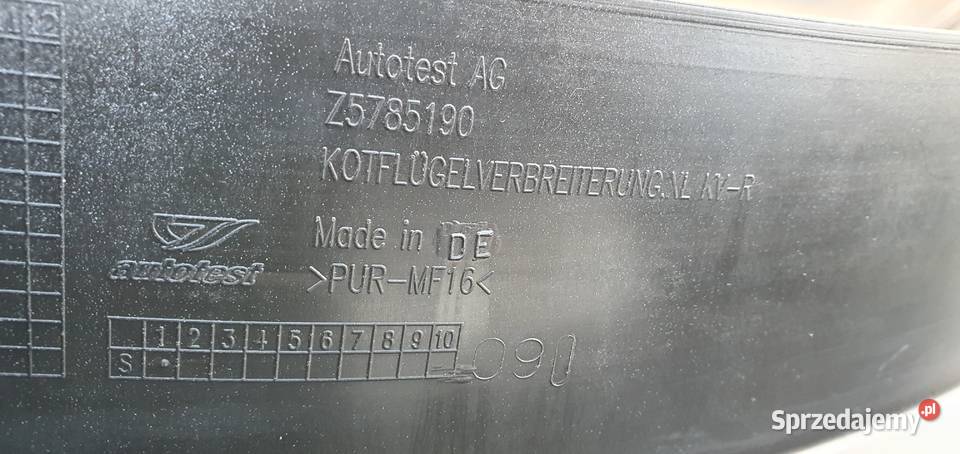 12
Autotest AG
Z5785190
KOTFLÜGELVERBREITERUNG.VL KV-R
autotest
Made in DE
>PUR-MF16<
1 2 3 4 5 6 7 8 9 10
S
090
Sprzedajemy.pl